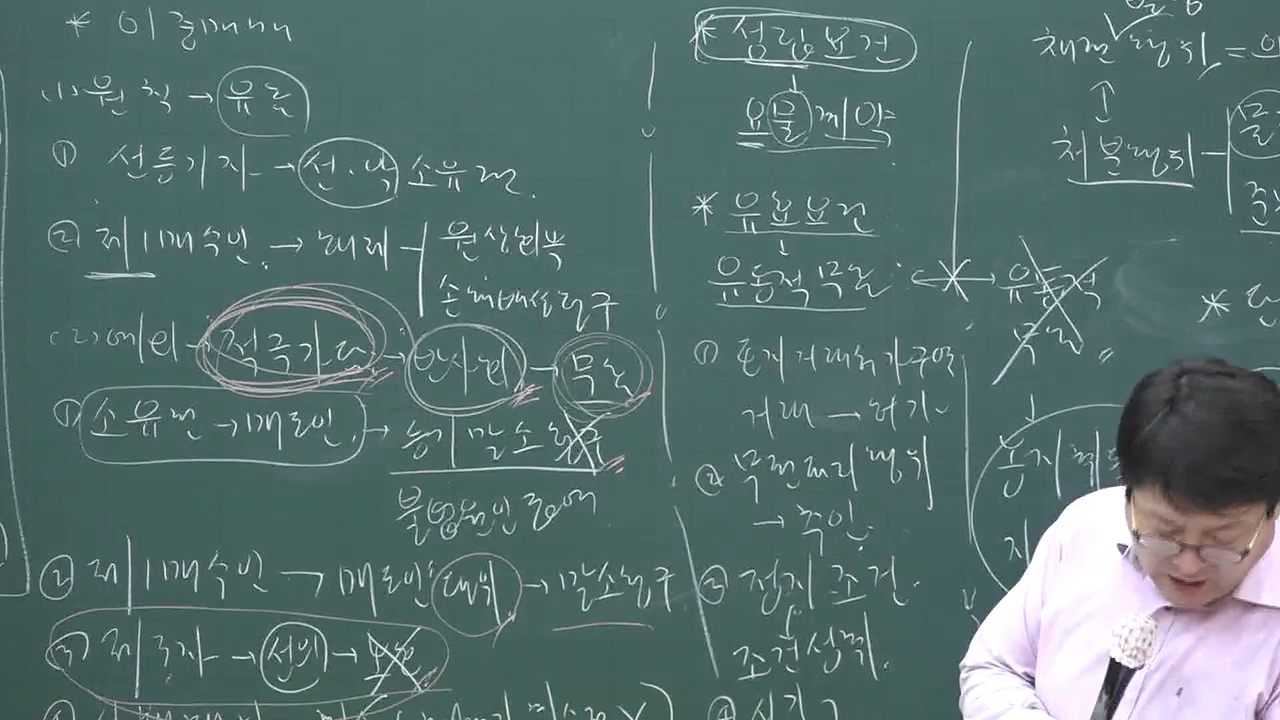 * 이중매매
(1) 원칙 → 유효
① 선등기자 → 선·악 소유권.
② 제1매수인. → 매매
원상회복
손해배상청구
(2) 예외 → 적극가담 → 반사회 → 무효
① 소유권 → 매도인. → 등기말소청구
불법원인급여
② 제1매수인 → 매도인 대위 → 말소청구
③ 제3자 → 선의 → 보호
* 성립요건
↓
요물계약
* 유효요건
↓
유동적 무효 ↔ 유동적 무효
① 토지거래허가구역
거래 → 허가
② 무권대리행위
→ 추인.
③ 정지조건.
조건성취.
④ 시기
채권행위 =
처분행위